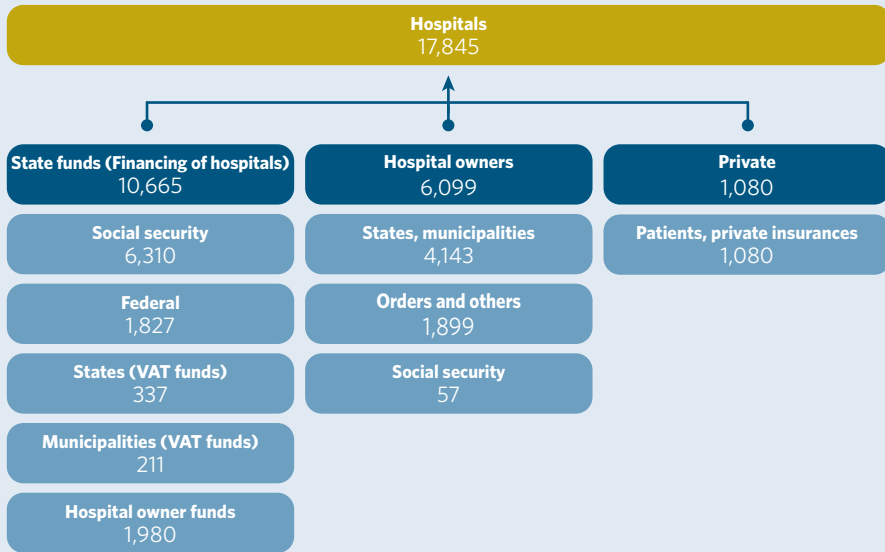 Hospitals
17,845
State funds (Financing of hospitals)
10,665
Social security
6,310
Federal
1,827
States (VAT funds)
337
Municipalities (VAT funds)
211
Hospital owner funds
1,980
Hospital owners
6,099
States, municipalities
4,143
Orders and others
1,899
Social security
57
Private
1,080
Patients, private insurances
1,080